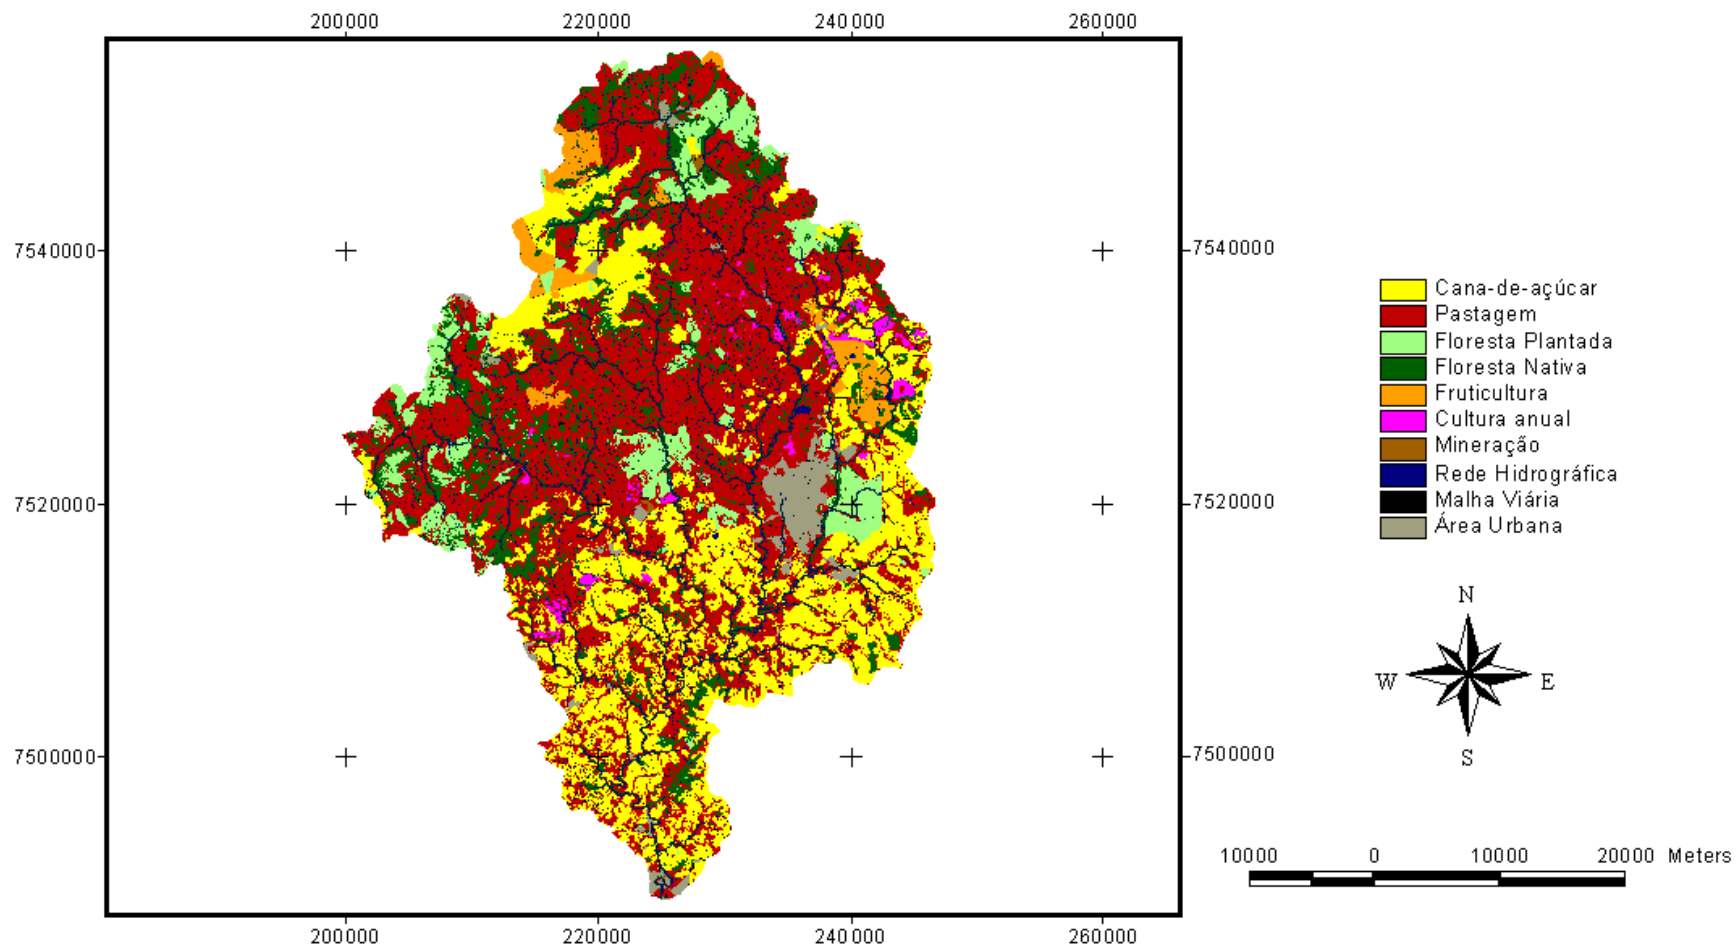 200000 220000 240000 260000
7540000 7540000
Cana-de-açúcar
Pastagem
Floresta Plantada
Floresta Nativa
Fruticultura
Cultura anual
Mineração
Rede Hidrográfica
Malha Viária
Área Urbana
7520000 7520000
N
W E
S
7500000 7500000
10000 0 10000 20000 Meters
200000 220000 240000 260000